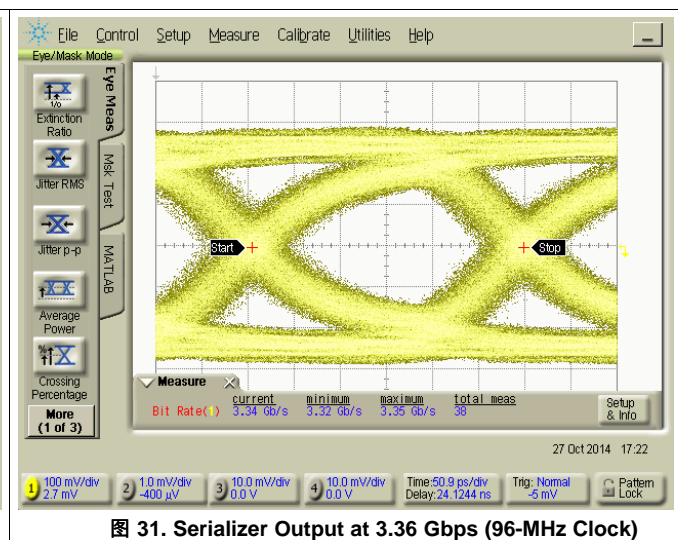 File Control Setup Measure Calibrate Utilities Help
Eye/Mask Mode
Eye Meas
Msk Test
MATLAB
1/0
Extinction
Ratio
Jitter RMS
Jitter p-p
Average
Power
Crossing
Percentage
More
(1 of 3)
Start
Stop
Measure
current minimum maximum total meas
Bit Rate(1) 3.34 Gb/s 3.32 Gb/s 3.35 Gb/s 38
Setup
& Info
27 Oct 2014 17:22
1 100 mV/div
2.7 mV
2 1.0 mV/div
-400 µV
3 10.0 mV/div
0.0 V
4 10.0 mV/div
0.0 V
Time:50.9 ps/div
Delay:24.1244 ns
Trig: Normal
-5 mV
Pattern
Lock
图 31. Serializer Output at 3.36 Gbps (96-MHz Clock)